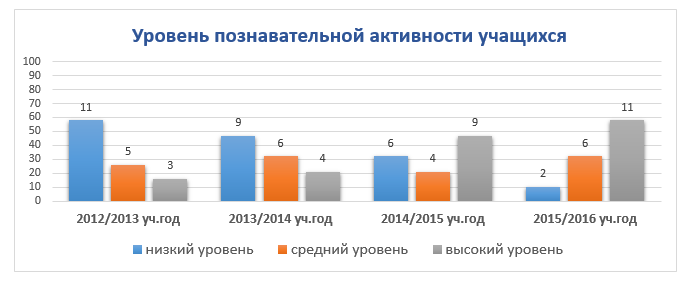 Уровень познавательной активности учащихся
100
90
80
70
60
50
40
30
20
10
0
11
5
3
9
6
4
6
4
9
2
6
11
2012/2013 уч.год
2013/2014 уч.год
2014/2015 уч.год
2015/2016 уч.год
низкий уровень
средний уровень
высокий уровень